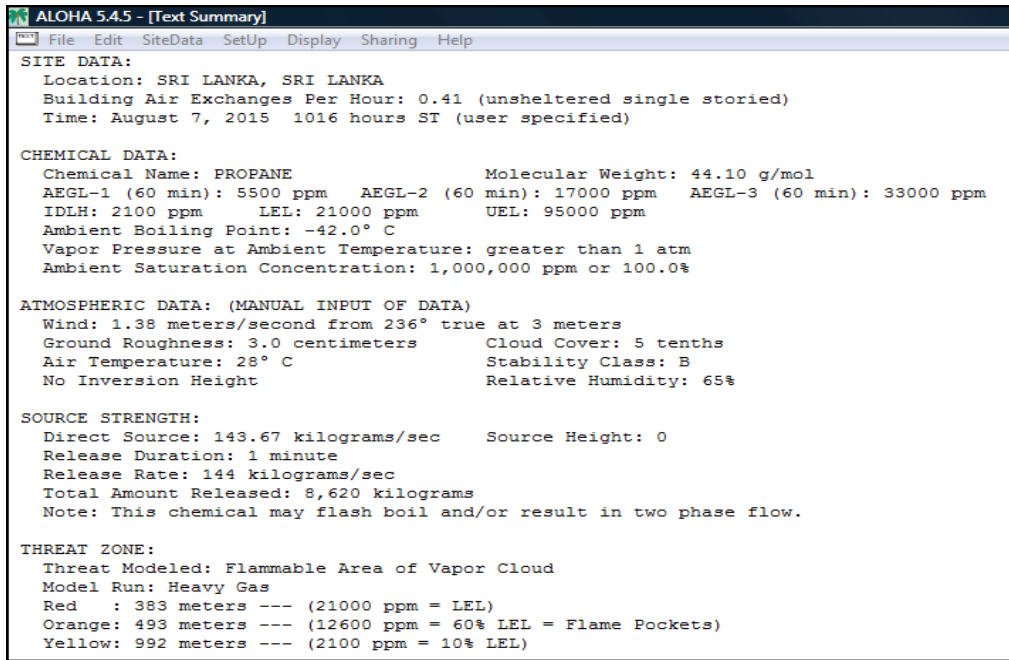 ALOHA 5.4.5 - [Text Summary]
File Edit SiteData SetUp Display Sharing Help
SITE DATA:
Location: SRI LANKA, SRI LANKA
Building Air Exchanges Per Hour: 0.41 (unsheltered single storied)
Time: August 7, 2015 1016 hours ST (user specified)
CHEMICAL DATA:
Chemical Name: PROPANE Molecular Weight: 44.10 g/mol
AEGL-1 (60 min): 5500 ppm AEGL-2 (60 min): 17000 ppm AEGL-3 (60 min): 33000 ppm
IDLH: 2100 ppm LEL: 21000 ppm UEL: 95000 ppm
Ambient Boiling Point: -42.0° C
Vapor Pressure at Ambient Temperature: greater than 1 atm
Ambient Saturation Concentration: 1,000,000 ppm or 100.0%
ATMOSPHERIC DATA: (MANUAL INPUT OF DATA)
Wind: 1.38 meters/second from 236° true at 3 meters
Ground Roughness: 3.0 centimeters Cloud Cover: 5 tenths
Air Temperature: 28° C Stability Class: B
No Inversion Height Relative Humidity: 65%
SOURCE STRENGTH:
Direct Source: 143.67 kilograms/sec Source Height: 0
Release Duration: 1 minute
Release Rate: 144 kilograms/sec
Total Amount Released: 8,620 kilograms
Note: This chemical may flash boil and/or result in two phase flow.
THREAT ZONE:
Threat Modeled: Flammable Area of Vapor Cloud
Model Run: Heavy Gas
Red : 383 meters --- (21000 ppm = LEL)
Orange: 493 meters --- (12600 ppm = 60% LEL = Flame Pockets)
Yellow: 992 meters --- (2100 ppm = 10% LEL)